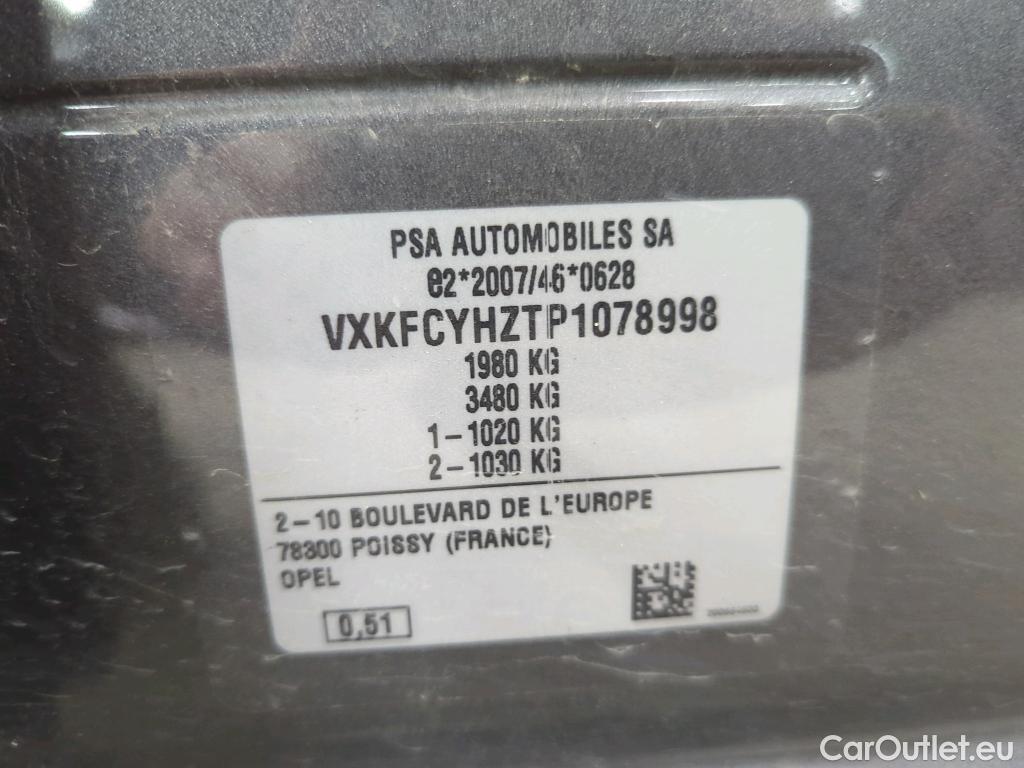 PSA AUTOMOBILES SA
e2*2007/46*0628
VXKFCYHZTP1078998
1980 KG
3480 KG
1-1020 KG
2-1030 KG
2-10 BOULEVARD DE L'EUROPE
78300 POISSY (FRANCE)
OPEL
0,51
CarOutlet.eu